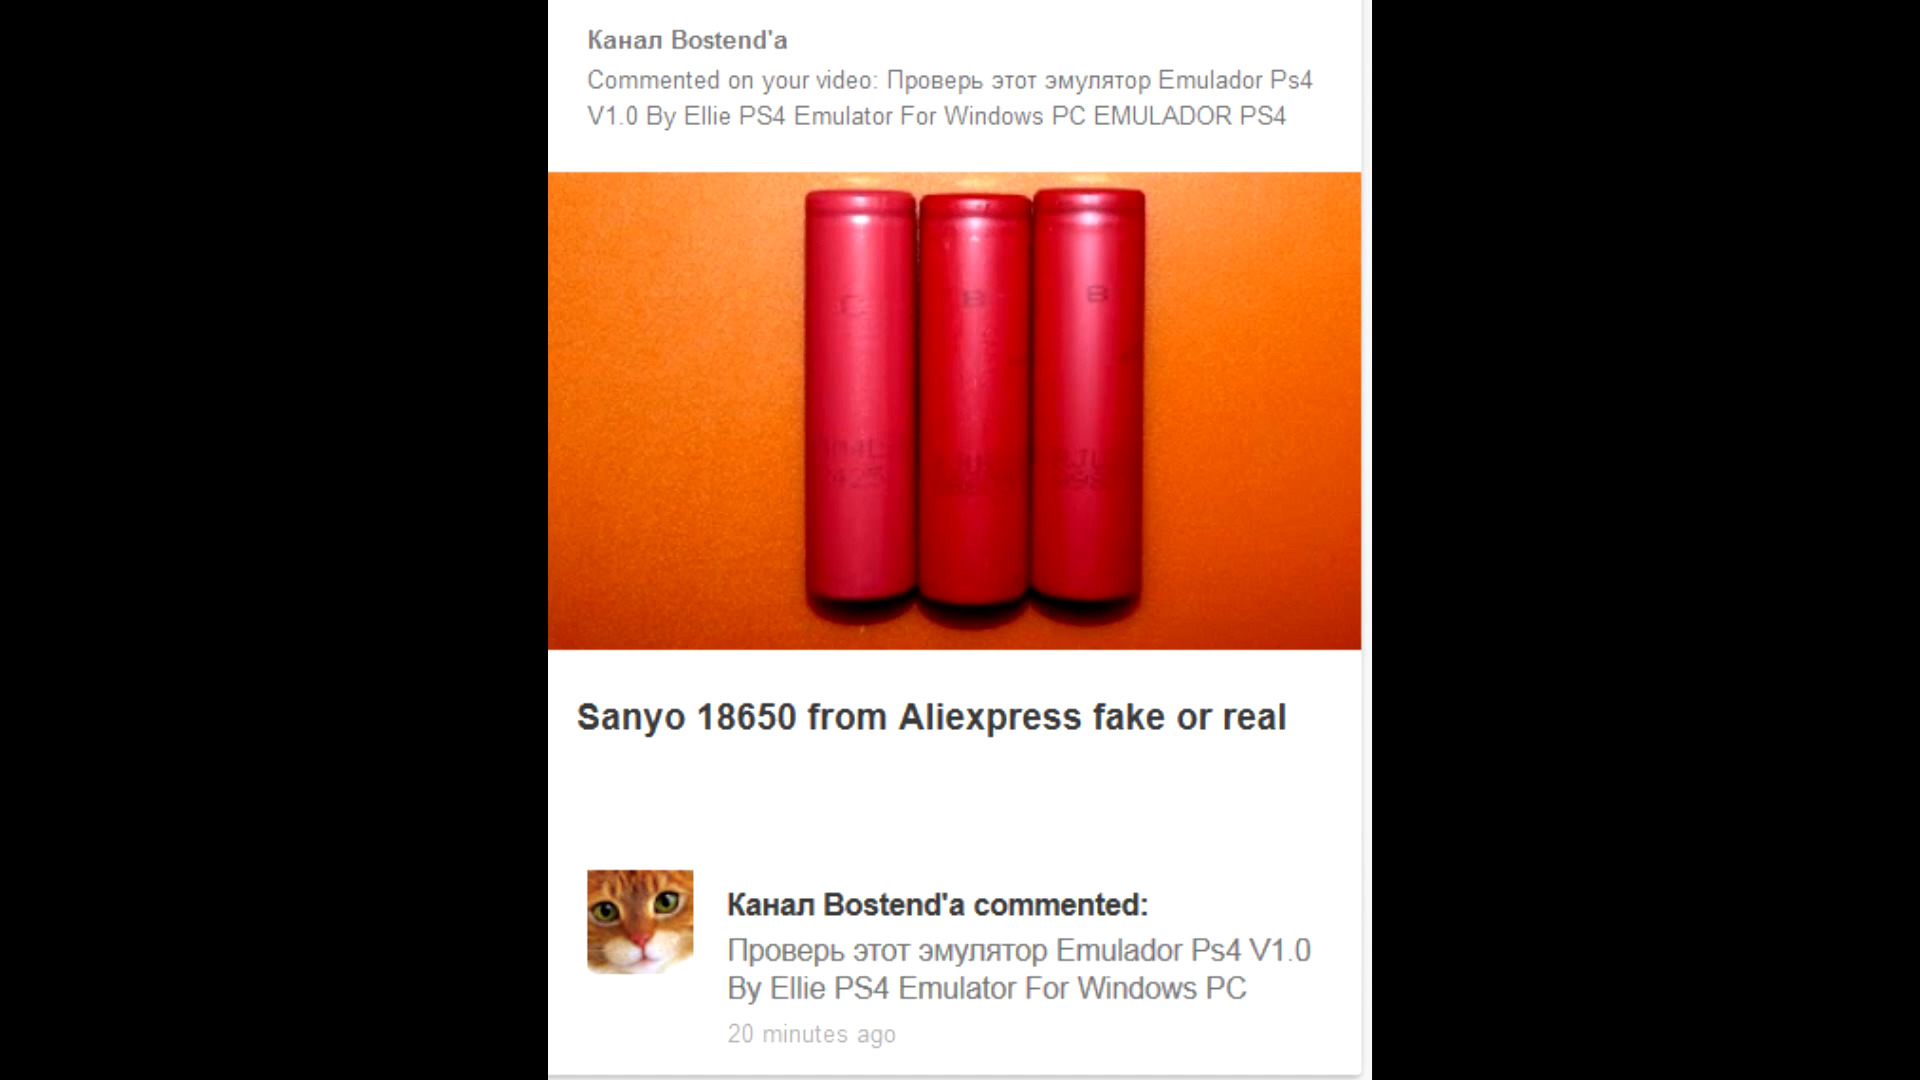 Канал Bostend'a
Commented on your video: Проверь этот эмулятор Emulador Ps4
V1.0 By Ellie PS4 Emulator For Windows PC EMULADOR PS4
B
B
Sanyo 18650 from Aliexpress fake or real
Канал Bostend'a commented:
Проверь этот эмулятор Emulador Ps4 V1.0
By Ellie PS4 Emulator For Windows PC
20 minutes ago